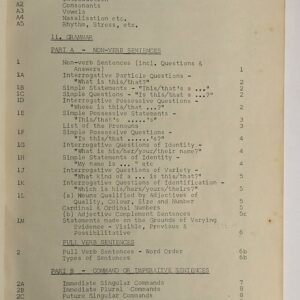 A2 Consonants
A3 Vowels
A4 Nasalisation etc.
A5 Rhythm, Stress, etc.
II. GRAMMAR
PART A - NON-VERB SENTENCES
1 Non-verb Sentences (incl. Questions & Answers) 1
1A Interrogative Particle Questions - "What is this/that?" 2
1B Simple Statements - "This/that's a ..." 2
1C Simple Questions - "Is this/that a ...?" 2
1D Interrogative Possessive Questions - "Whose is this/that ...?" 2
1E Simple Possessive Statements - "This/that's .....'s" 3
List of the Pronouns 3
1F Simple Possessive Questions - "Is this/that ......'s?" 4
1G Interrogative Questions of Identity - "What is his/her/your/their name?" 4
1H Simple Statements of Identity - "My name is ..." etc 4
1J Interrogative Questions of Variety - "What kind of a ... is this/that?" 5
1K Interrogative Questions of Identification - "Which is his/hers/yours/theirs?" 5
1L (a) Nouns Qualified by Adjectives of Quality, Colour, Size and Number 5
Cardinal & Ordinal Numbers 5
(b) Adjective Complement Sentences 5c
1M Statements made on the Grounds of Varying Evidence - Visible, Previous & Possibilitative 6
FULL VERB SENTENCES
2 Full Verb Sentences - Word Order 6b
Types of Verbs 6b
PART B - COMMAND OR IMPERATIVE SENTENCES
2A Immediate Singular Commands 7
2B Immediate Plural Commands 8
2C Future Singular Commands 8